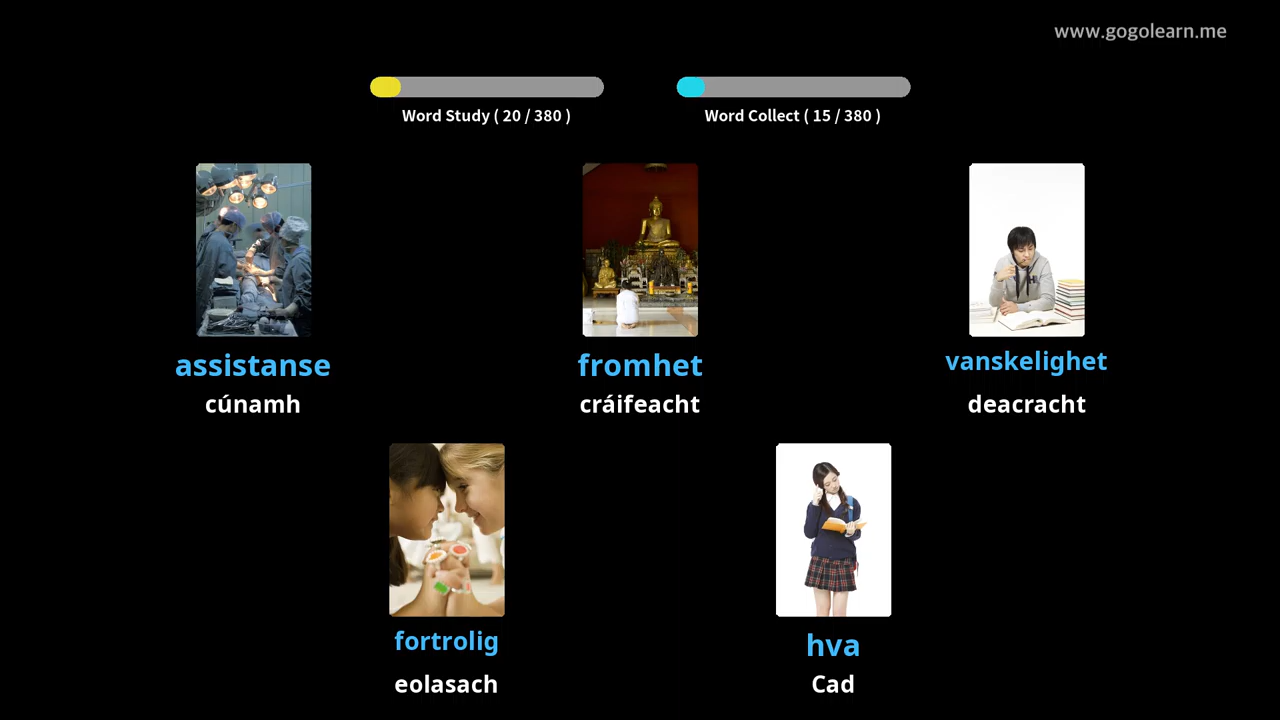 www.gogolearn.me
Word Study ( 20 / 380 )
Word Collect ( 15 / 380 )
assistanse
cúnamh
fromhet
cráifeacht
vanskelighet
deacracht
fortrolig
eolasach
hva
Cad